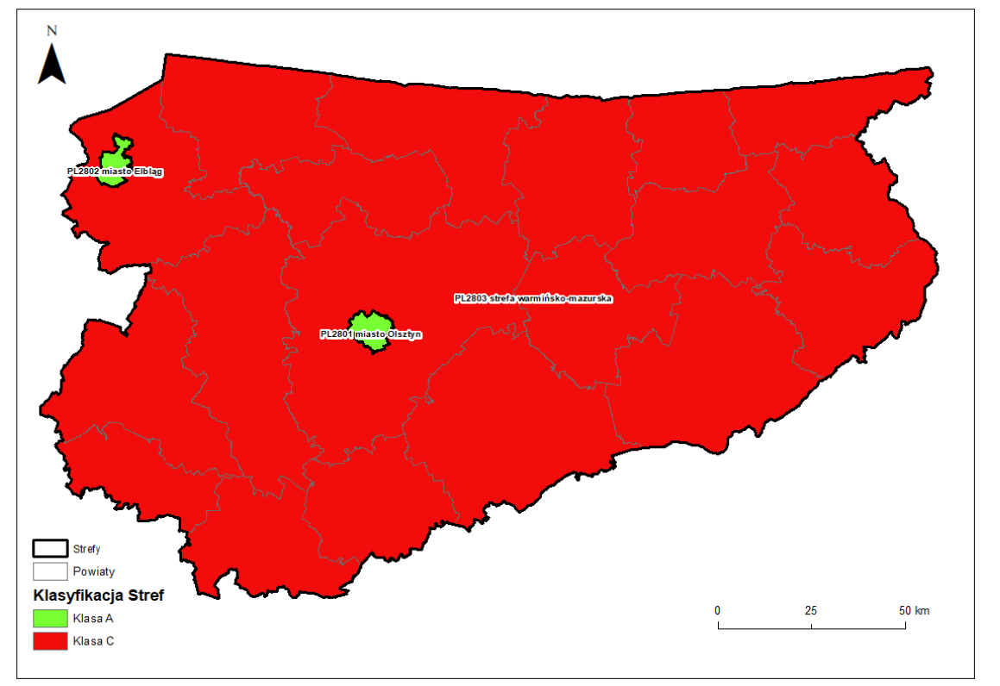 N
PL2802 miasto Elbląg
PL2803 strefa warmińsko-mazurska
PL2801 miasto Olsztyn
Strefy
Powiaty
Klasyfikacja Stref
Klasa A
Klasa C
0 25 50 km